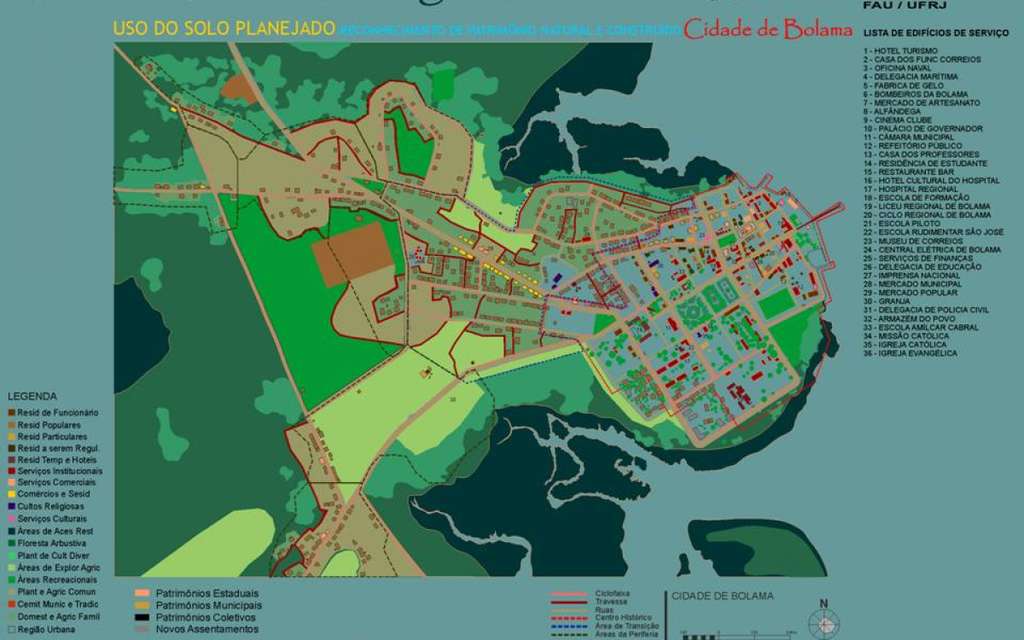 FAU / UFRJ
USO DO SOLO PLANEJADO RECONHECIMENTO DE PATRIMÔNIO NATURAL E CONSTRUIDO Cidade de Bolama
LISTA DE EDIFÍCIOS DE SERVIÇO
1 - HOTEL TURISMO
2 - CASA DOS FUNC CORREIOS
3 - OFICINA NAVAL
4 - DELEGACIA MARÍTIMA
5 - FABRICA DE GELO
6 - BOMBEIROS DA BOLAMA
7 - MERCADO DE ARTESANATO
8 - ALFÂNDEGA
9 - CINEMA CLUBE
10 - PALÁCIO DE GOVERNADOR
11 - CÂMARA MUNICIPAL
12 - REFEITÓRIO PÚBLICO
13 - CASA DOS PROFESSORES
14 - RESIDÊNCIA DE ESTUDANTE
15 - RESTAURANTE BAR
16 - HOTEL CULTURAL DO HOSPITAL
17 - HOSPITAL REGIONAL
18 - ESCOLA DE FORMAÇÃO
19 - LICEU REGIONAL DE BOLAMA
20 - CICLO REGIONAL DE BOLAMA
21 - ESCOLA PILOTO
22 - ESCOLA RUDIMENTAR SÃO JOSÉ
23 - MUSEU DE CORREIOS
24 - CENTRAL ELÉTRICA DE BOLAMA
25 - SERVIÇOS DE FINANÇAS
26 - DELEGACIA DE EDUCAÇÃO
27 - IMPRENSA NACIONAL
28 - MERCADO MUNICIPAL
29 - MERCADO POPULAR
30 - GRANJA
31 - DELEGACIA DE POLICIA CIVIL
32 - ARMAZÉM DO POVO
33 - ESCOLA AMÍLCAR CABRAL
34 - MISSÃO CATÓLICA
35 - IGREJA CATÓLICA
36 - IGREJA EVANGÉLICA
LEGENDA
Resid de Funcionário
Resid Populares
Resid Particulares
Resid a serem Regul.
Resid Temp e Hoteis
Serviços Institucionais
Serviços Comerciais
Comércios e Sesid
Cultos Religiosas
Serviços Culturais
Áreas de Aces Rest
Floresta Arbustiva
Plant de Cult Diver
Áreas de Explor Agric
Áreas Recreacionais
Plant e Agric Comun
Cemit Munic e Tradic
Domest e Agric Famil
Região Urbana
Patrimônios Estaduais
Patrimônios Municipais
Patrimônios Coletivos
Novos Assentamentos
Ciclofaixa
Travesse
Ruas
Centro Histórico
Área de Transição
Áreas da Periferia
CIDADE DE BOLAMA
N